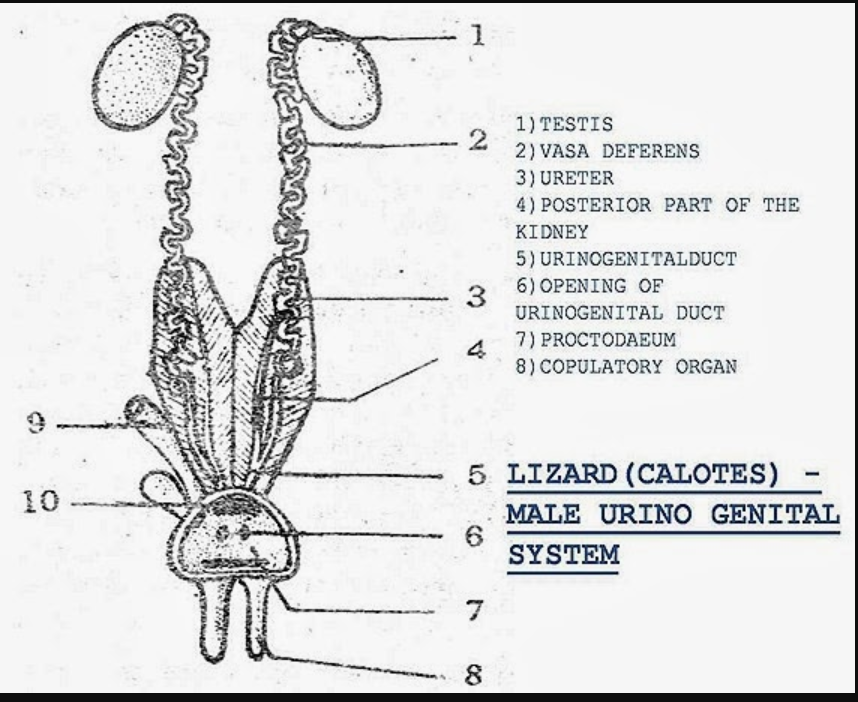 1
2
3
4
5
6
7
8
9
10
1)TESTIS
2)VASA DEFERENS
3)URETER
4)POSTERIOR PART OF THE
KIDNEY
5)URINOGENITALDUCT
6)OPENING OF
URINOGENITAL DUCT
7)PROCTODAEUM
8)COPULATORY ORGAN
LIZARD(CALOTES) -
MALE URINO GENITAL
SYSTEM